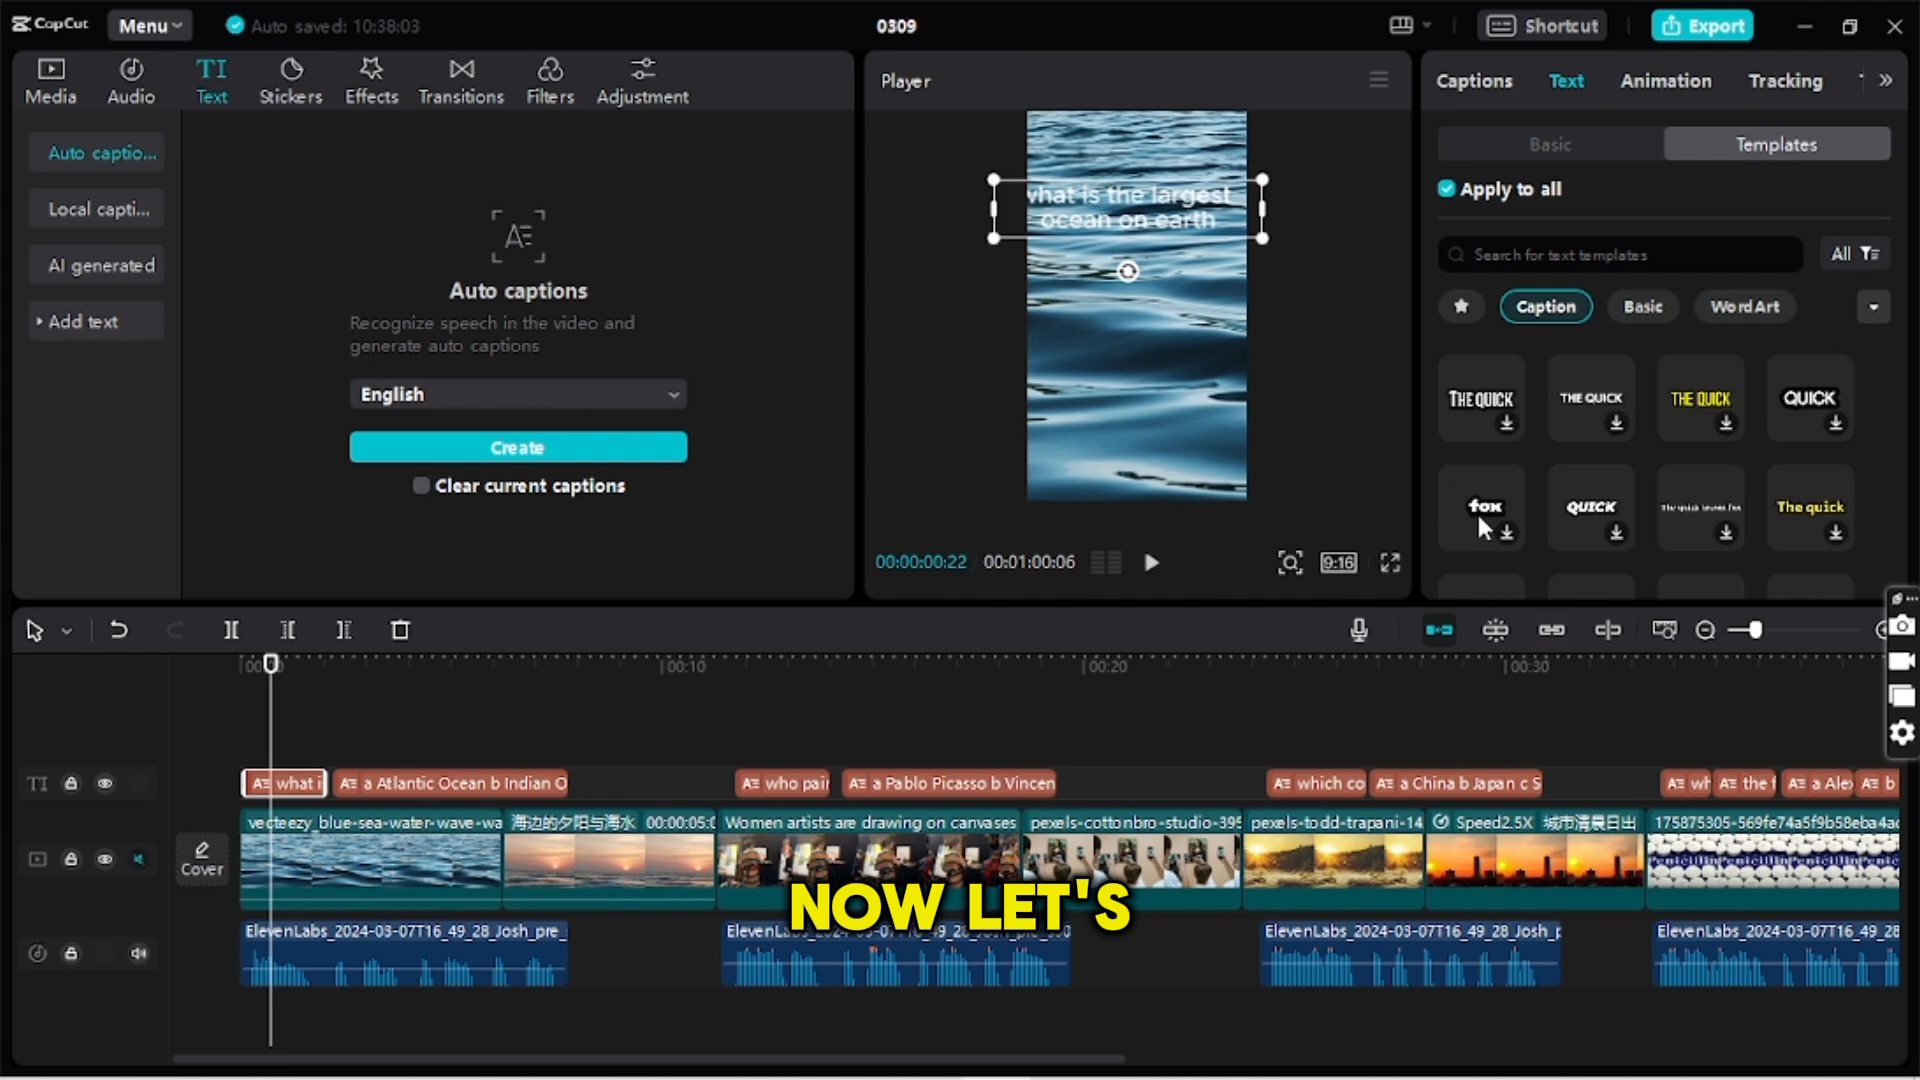 CapCut
Menu
Auto saved: 10:38:03
0309
Shortcut
Export
Media
Audio
TI
Text
Stickers
Effects
Transitions
Filters
Adjustment
Auto captio...
Local capti...
AI generated
Add text
Auto captions
Recognize speech in the video and
generate auto captions
English
Create
Clear current captions
Player
what is the largest
ocean on earth
00:00:00:22
00:01:00:06
9:16
Captions
Text
Animation
Tracking
Basic
Templates
Apply to all
Search for text templates
All
Caption
Basic
WordArt
THE QUICK
THE QUICK
THE QUICK
QUICK
fox
QUICK
The quick
00:10
00:20
00:30
what i
a Atlantic Ocean b Indian O
who pai
a Pablo Picasso b Vincen
which co
a China b Japan c S
wh
the f
a Ale
b
Cover
vecteezy_blue-sea-water-wave-wa
海边的夕阳与海水 00:00:05:0
Women artists are drawing on canvases
pexels-cottonbro-studio-395
pexels-todd-trapani-14
Speed2.5X 城市清晨日出
175875305-569fe74a5f9b58eba4a
NOW LET'S
ElevenLabs_2024-03-07T16_49_28_Josh_pre_
ElevenLabs_2024-03-07T16_49_28_Josh_p
ElevenLabs_2024-03-07T16_49_28